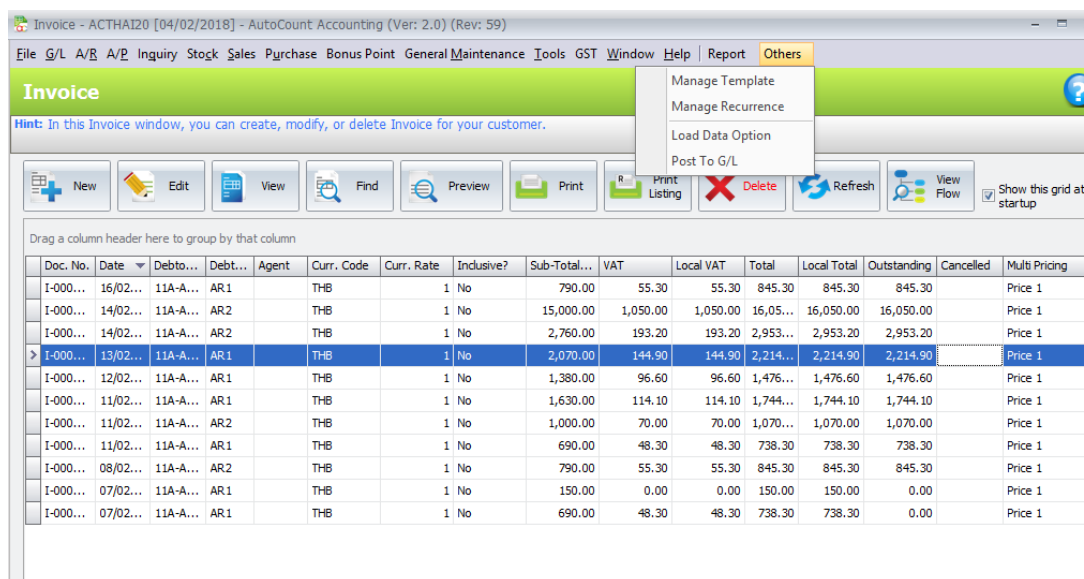 Invoice - ACTHAI20 [04/02/2018] - AutoCount Accounting (Ver: 2.0) (Rev: 59)
File G/L A/R A/P Inquiry Stock Sales Purchase Bonus Point General Maintenance Tools GST Window Help Report Others
Manage Template
Manage Recurrence
Load Data Option
Post To G/L
Invoice
?
Hint: In this Invoice window, you can create, modify, or delete Invoice for your customer.
New Edit View Find Preview Print Print Listing Delete Refresh View Flow Show this grid at startup
Drag a column header here to group by that column
Doc. No. Date Debto... Debt... Agent Curr. Code Curr. Rate Inclusive? Sub-Total... VAT Local VAT Total Local Total Outstanding Cancelled Multi Pricing
I-000... 16/02... 11A-A... AR1 THB 1 No 790.00 55.30 55.30 845.30 845.30 845.30 Price 1
I-000... 14/02... 11A-A... AR2 THB 1 No 15,000.00 1,050.00 1,050.00 16,05... 16,050.00 16,050.00 Price 1
I-000... 14/02... 11A-A... AR2 THB 1 No 2,760.00 193.20 193.20 2,953... 2,953.20 2,953.20 Price 1
I-000... 13/02... 11A-A... AR1 THB 1 No 2,070.00 144.90 144.90 2,214... 2,214.90 2,214.90 Price 1
I-000... 12/02... 11A-A... AR1 THB 1 No 1,380.00 96.60 96.60 1,476... 1,476.60 1,476.60 Price 1
I-000... 11/02... 11A-A... AR1 THB 1 No 1,630.00 114.10 114.10 1,744... 1,744.10 1,744.10 Price 1
I-000... 11/02... 11A-A... AR2 THB 1 No 1,000.00 70.00 70.00 1,070... 1,070.00 1,070.00 Price 1
I-000... 11/02... 11A-A... AR1 THB 1 No 690.00 48.30 48.30 738.30 738.30 738.30 Price 1
I-000... 08/02... 11A-A... AR2 THB 1 No 790.00 55.30 55.30 845.30 845.30 845.30 Price 1
I-000... 07/02... 11A-A... AR1 THB 1 No 150.00 0.00 0.00 150.00 150.00 0.00 Price 1
I-000... 07/02... 11A-A... AR1 THB 1 No 690.00 48.30 48.30 738.30 738.30 0.00 Price 1